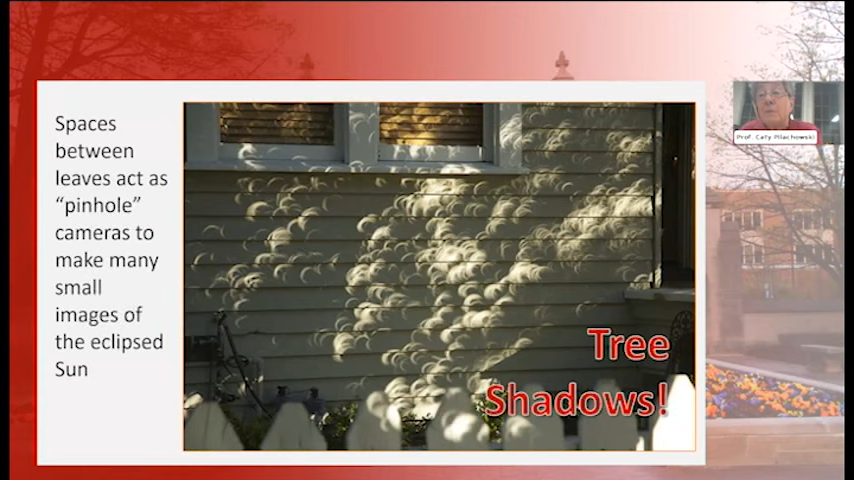 Spaces
between
leaves act as
“pinhole”
cameras to
make many
small
images of
the eclipsed
Sun
Tree
Shadows!
Prof. Caty Pilachowski